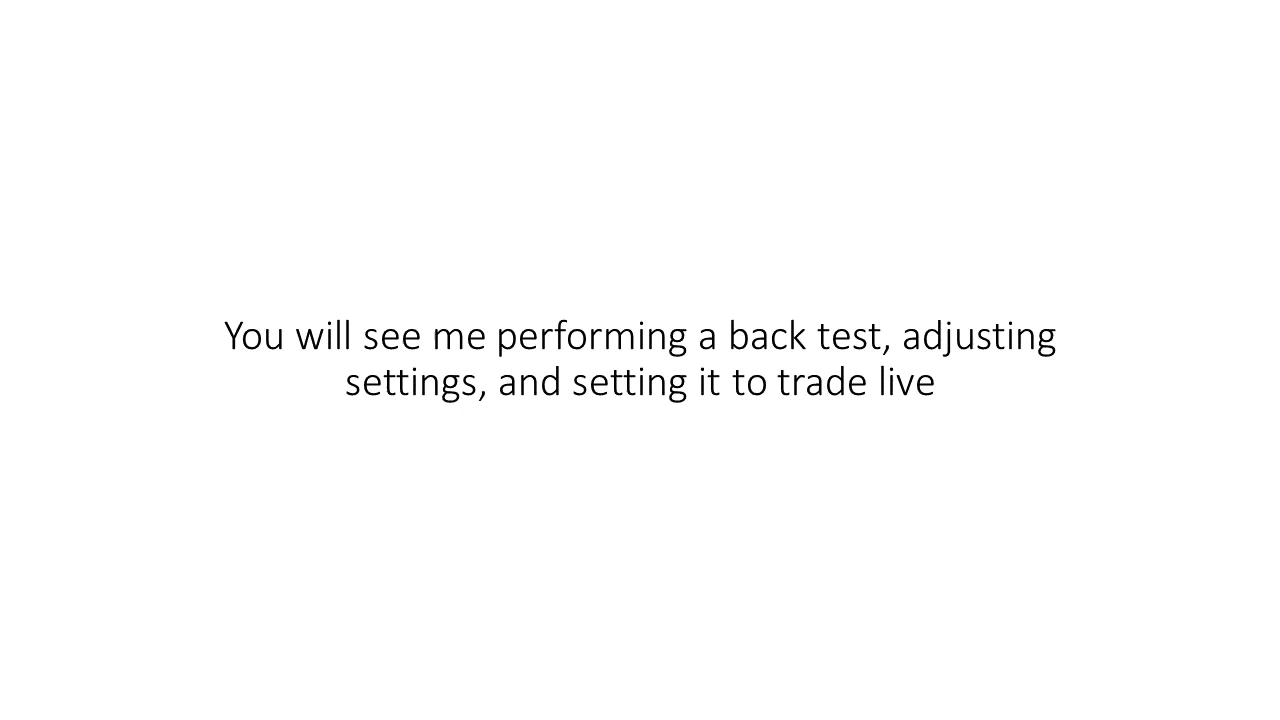 You will see me performing a back test, adjusting
settings, and setting it to trade live